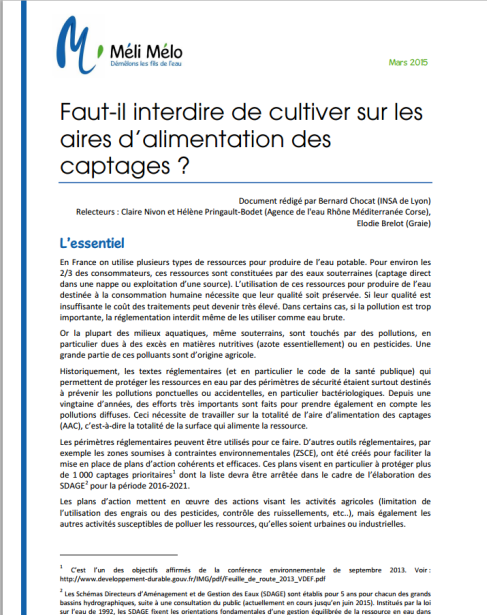 Méli Mélo
Démêlons les fils de l'eau
Mars 2015
Faut-il interdire de cultiver sur les
aires d'alimentation des
captages ?
Document rédigé par Bernard Chocat (INSA de Lyon)
Relecteurs : Claire Nivon et Hélène Pringault-Bodet (Agence de l'eau Rhône Méditerranée Corse),
Elodie Brelot (Graie)
L'essentiel
En France on utilise plusieurs types de ressources pour produire de l'eau potable. Pour environ les
2/3 des consommateurs, ces ressources sont constituées par des eaux souterraines (captage direct
dans une nappe ou exploitation d'une source). L'utilisation de ces ressources pour produire de l'eau
destinée à la consommation humaine nécessite que leur qualité soit préservée. Si leur qualité est
insuffisante le coût des traitements peut devenir très élevé. Dans certains cas, si la pollution est trop
importante, la réglementation interdit même de les utiliser comme eau brute.
Or la plupart des milieux aquatiques, même souterrains, sont touchés par des pollutions, en
particulier dues à des excès en matières nutritives (azote essentiellement) ou en pesticides. Une
grande partie de ces polluants sont d'origine agricole.
Historiquement, les textes réglementaires (et en particulier le code de la santé publique) qui
permettent de protéger les ressources en eau par des périmètres de sécurité étaient surtout destinés
à prévenir les pollutions ponctuelles ou accidentelles, en particulier bactériologiques. Depuis une
vingtaine d'années, des efforts très importants sont faits pour prendre également en compte les
pollutions diffuses. Ceci nécessite de travailler sur la totalité de l'aire d'alimentation des captages
(AAC), c'est-à-dire la totalité de la surface qui alimente la ressource.
Les périmètres réglementaires peuvent être utilisés pour ce faire. D'autres outils réglementaires, par
exemple les zones soumises à contraintes environnementales (ZSCE), ont été créés pour faciliter la
mise en place de plans d'action cohérents et efficaces. Ces plans visent en particulier à protéger plus
de 1 000 captages prioritaires1 dont la liste devra être arrêtée dans le cadre de l'élaboration des
SDAGE2 pour la période 2016-2021.
Les plans d'action mettent en œuvre des actions visant les activités agricoles (limitation de
l'utilisation des engrais ou des pesticides, contrôle des ruissellements, etc..), mais également les
autres activités susceptibles de polluer les ressources, qu'elles soient urbaines ou industrielles.
1 C'est l'un des objectifs affirmés de la conférence environnementale de septembre 2013. Voir :
http://www.developpement-durable.gouv.fr/IMG/pdf/Feuille_de_route_2013_VDEF.pdf
2 Les Schémas Directeurs d'Aménagement et de Gestion des Eaux (SDAGE) sont établis pour 5 ans pour chacun des grands
bassins hydrographiques, suite à une consultation du public (actuellement en cours jusqu'en juin 2015). Institués par la loi
sur l'eau de 1992, les SDAGE fixent les orientations fondamentales d'une gestion équilibrée de la ressource en eau dans